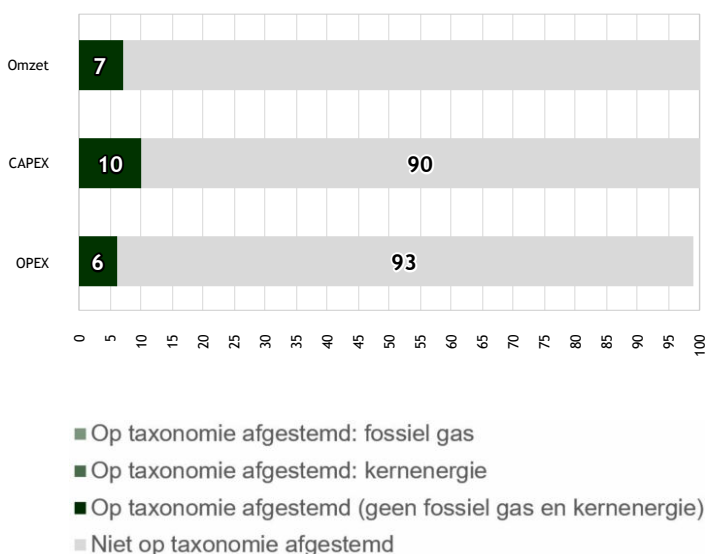 Omzet 7
CAPEX 10 90
OPEX 6 93
0 5 10 15 20 25 30 35 40 45 50 55 60 65 70 75 80 85 90 95 100
Op taxonomie afgestemd: fossiel gas
Op taxonomie afgestemd: kernenergie
Op taxonomie afgestemd (geen fossiel gas en kernenergie)
Niet op taxonomie afgestemd